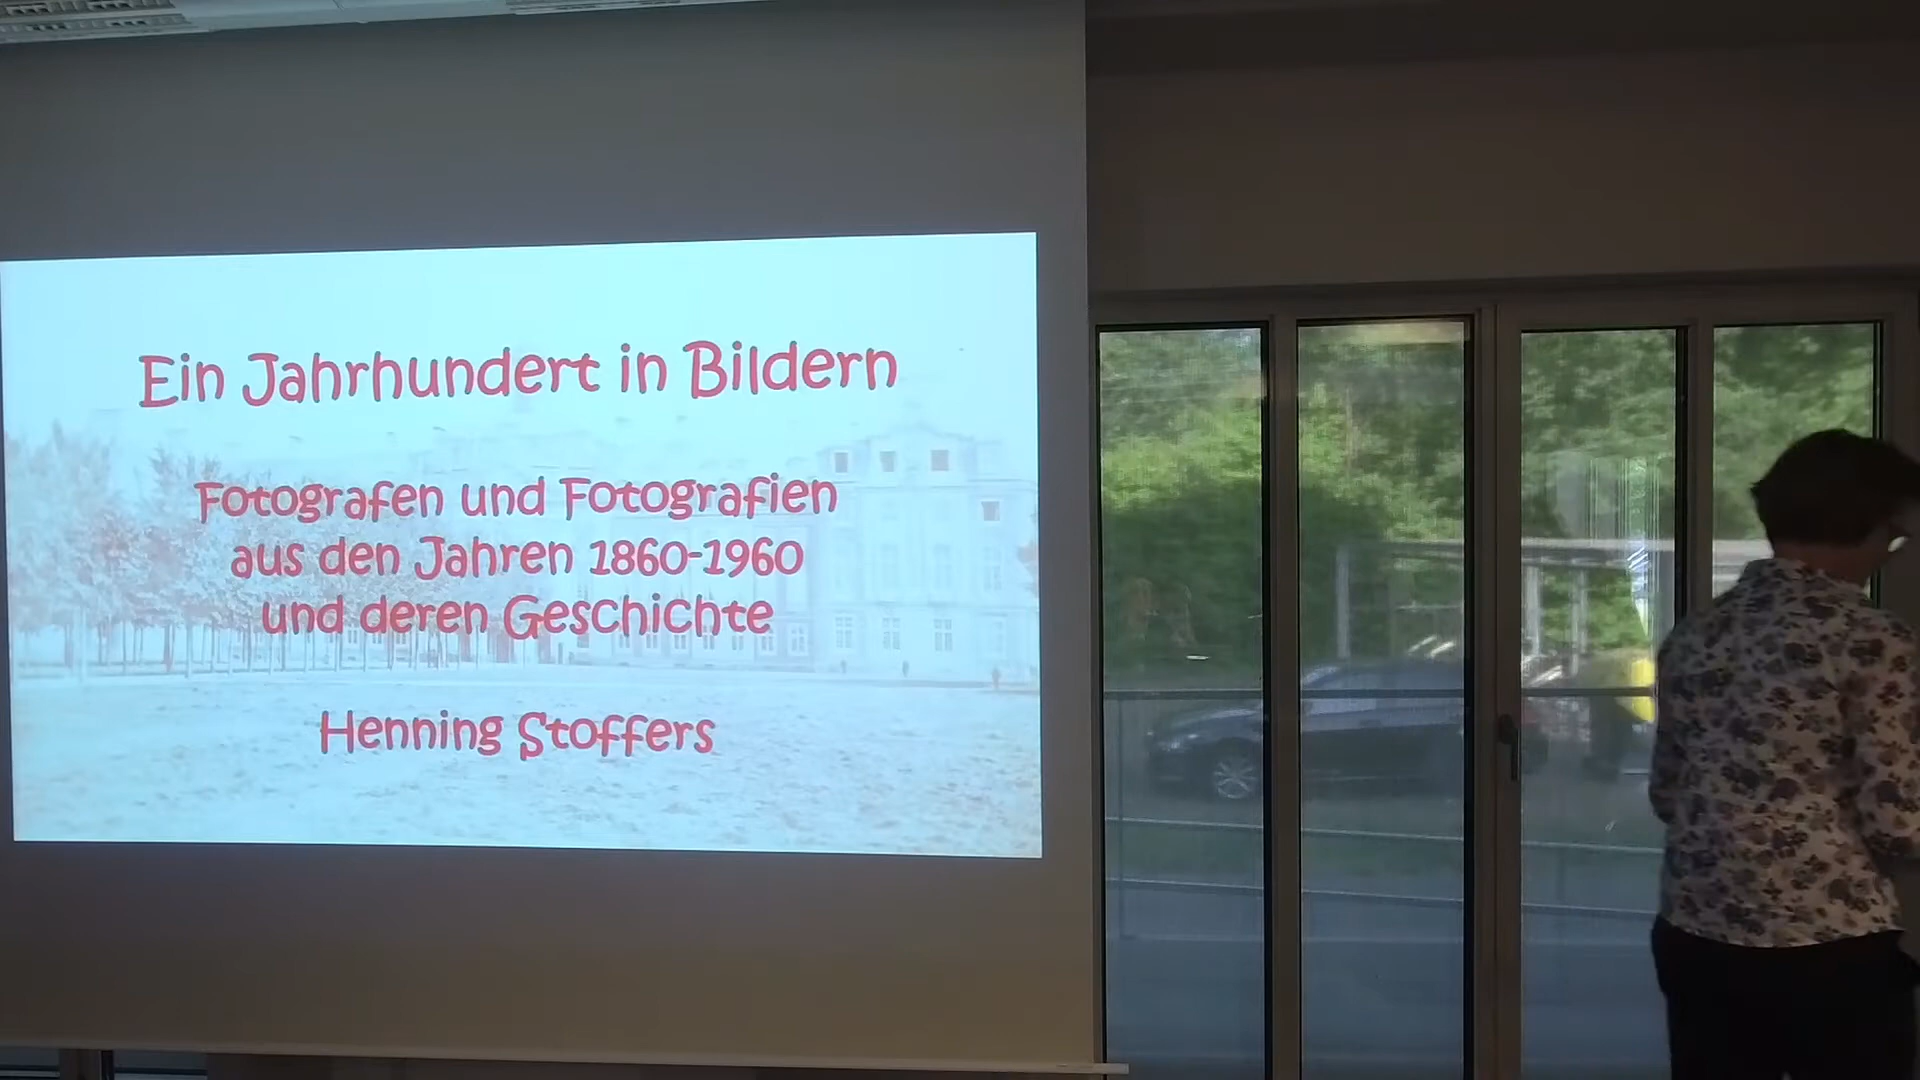 Ein Jahrhundert in Bildern
Fotografen und Fotografien
aus den Jahren 1860-1960
und deren Geschichte
Henning Stoffers